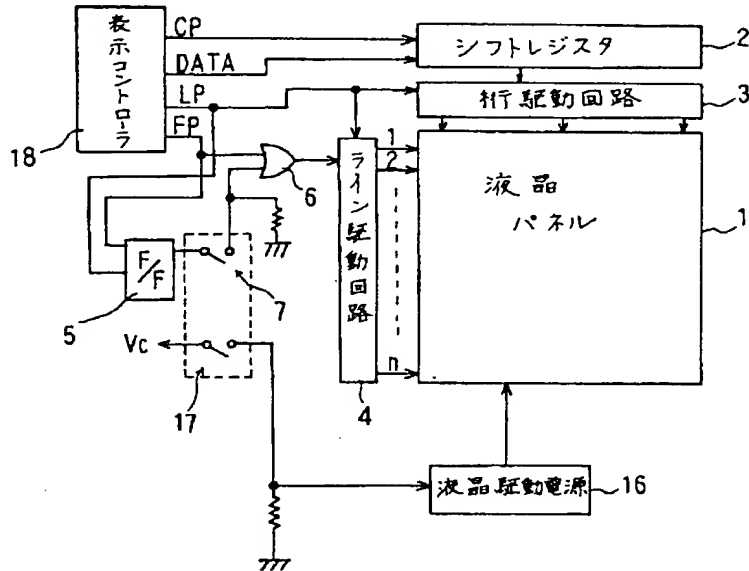 表示コントローラ
18
CP
DATA
LP
FP
シフトレジスタ
2
桁駆動回路
3
6
ライン駆動回路
4
1
2
n
液晶
パネル
1
F/F
5
7
Vc
17
液晶駆動電源
16